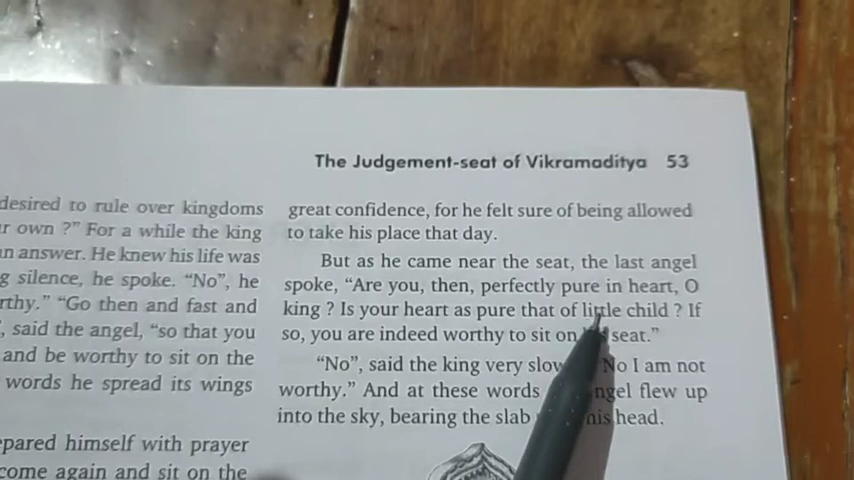 The Judgement-seat of Vikramaditya 53
desired to rule over kingdoms
own ?” For a while the king
an answer. He knew his life was
silence, he spoke. “No”, he
“Go then and fast and
said the angel, “so that you
and be worthy to sit on the
words he spread its wings
himself with prayer
come again and sit on the
great confidence, for he felt sure of being allowed
to take his place that day.
But as he came near the seat, the last angel
spoke, “Are you, then, perfectly pure in heart, O
king ? Is your heart as pure that of little child ? If
so, you are indeed worthy to sit on seat.”
“No”, said the king very No I am not
worthy.” And at these words flew up
into the sky, bearing the slab his head.